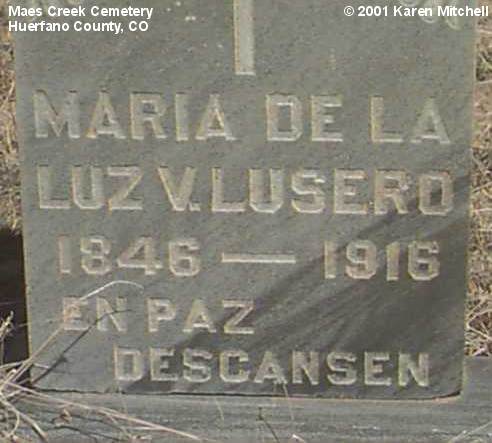 Maes Creek Cemetery
Huerfano County, CO
© 2001 Karen Mitchell
MARIA DE LA
LUZ V. LUSERO
1846 — 1916
EN PAZ
DESCANSEN